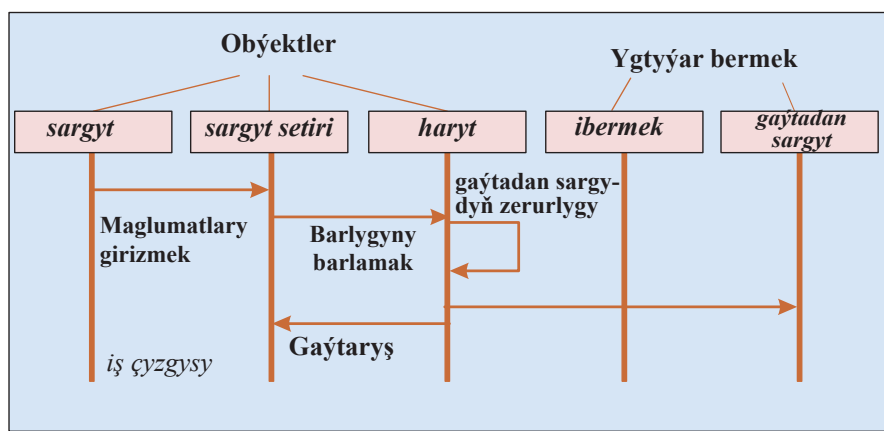 Obýektler
Ygtyýar bermek
sargyt
sargyt setiri
haryt
ibermek
gaýtadan
sargyt
gaýtadan sargy-
dyň zerurlygy
Maglumatlary
girizmek
Barlygyny
barlamak
Gaýtaryş
iş çyzgysy